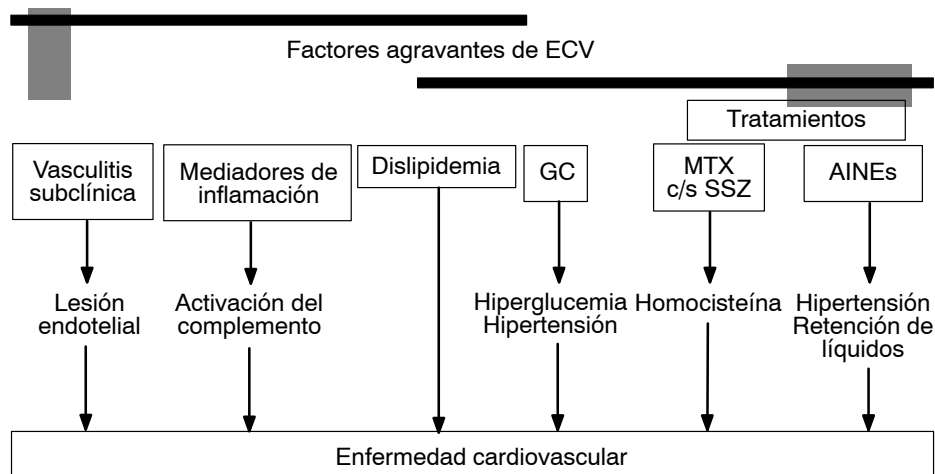 Factores agravantes de ECV
Tratamientos
Vasculitis
subclínica
Mediadores de
inflamación
Dislipidemia
GC
MTX
c/s SSZ
AINEs
Lesión
endotelial
Activación del
complemento
Hiperglucemia
Hipertensión
Homocisteína
Hipertensión
Retención de
líquidos
Enfermedad cardiovascular